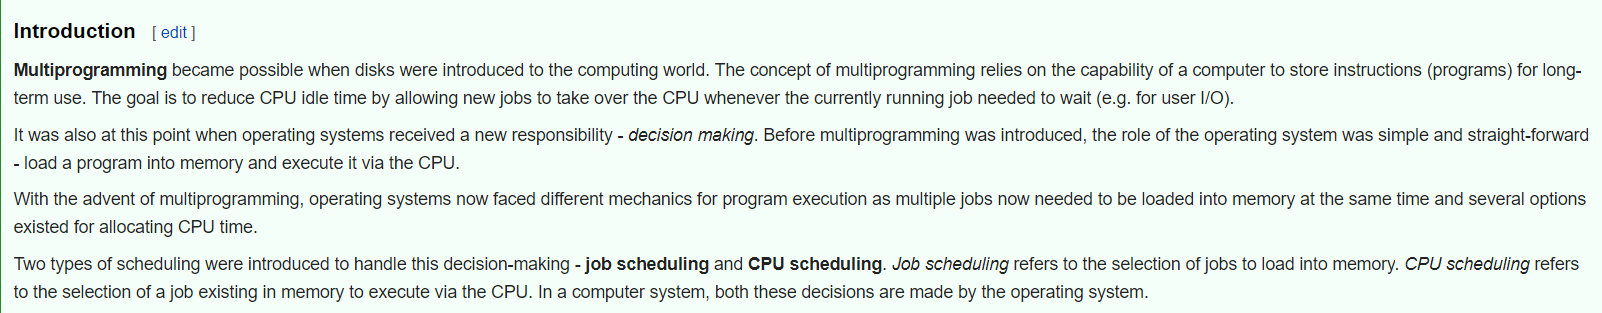 Introduction [ edit ]
Multiprogramming became possible when disks were introduced to the computing world. The concept of multiprogramming relies on the capability of a computer to store instructions (programs) for long-
term use. The goal is to reduce CPU idle time by allowing new jobs to take over the CPU whenever the currently running job needed to wait (e.g. for user I/O).
It was also at this point when operating systems received a new responsibility - decision making. Before multiprogramming was introduced, the role of the operating system was simple and straight-forward
- load a program into memory and execute it via the CPU.
With the advent of multiprogramming, operating systems now faced different mechanics for program execution as multiple jobs now needed to be loaded into memory at the same time and several options
existed for allocating CPU time.
Two types of scheduling were introduced to handle this decision-making - job scheduling and CPU scheduling. Job scheduling refers to the selection of jobs to load into memory. CPU scheduling refers
to the selection of a job existing in memory to execute via the CPU. In a computer system, both these decisions are made by the operating system.